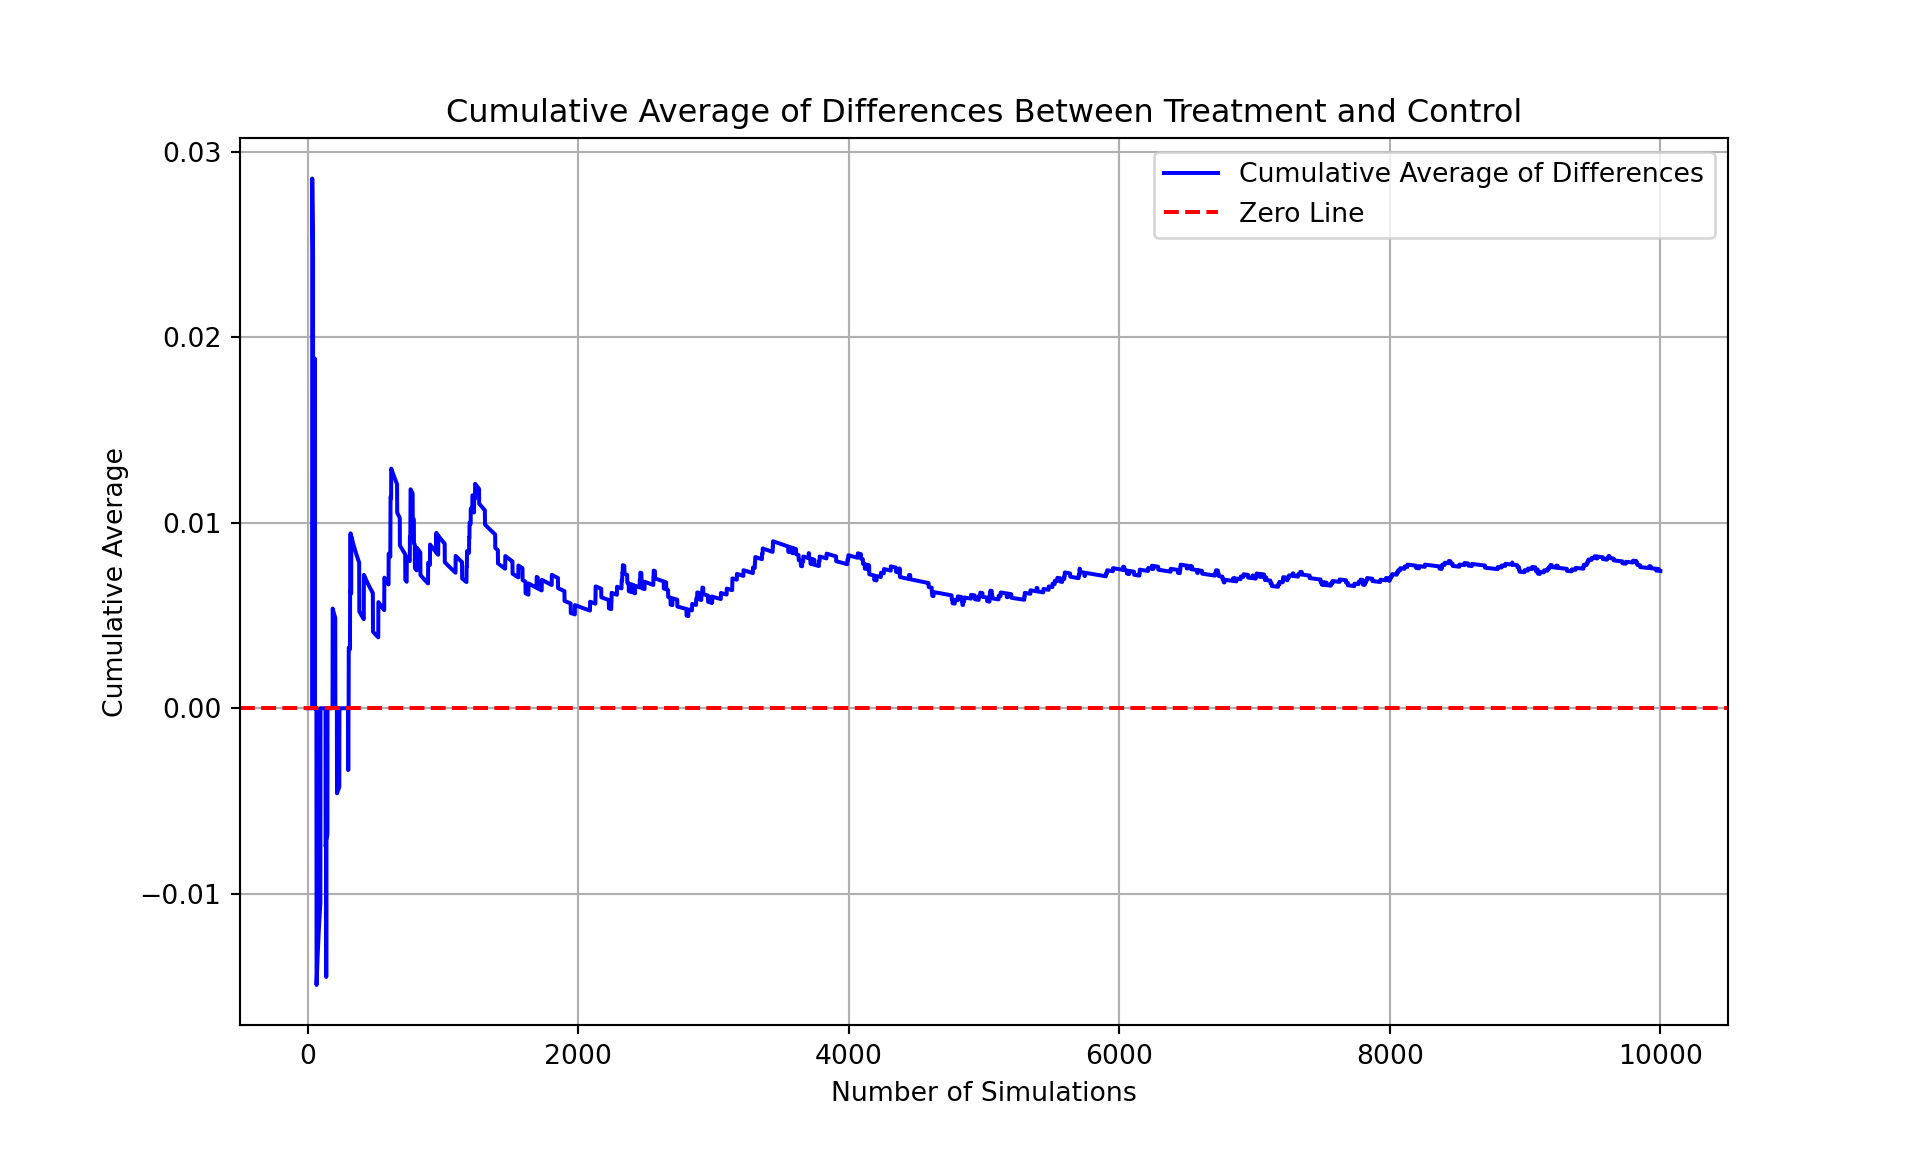 Cumulative Average of Differences Between Treatment and Control
0.03
0.02
0.01
0.00
−0.01
Cumulative Average
Cumulative Average of Differences
Zero Line
0 2000 4000 6000 8000 10000
Number of Simulations